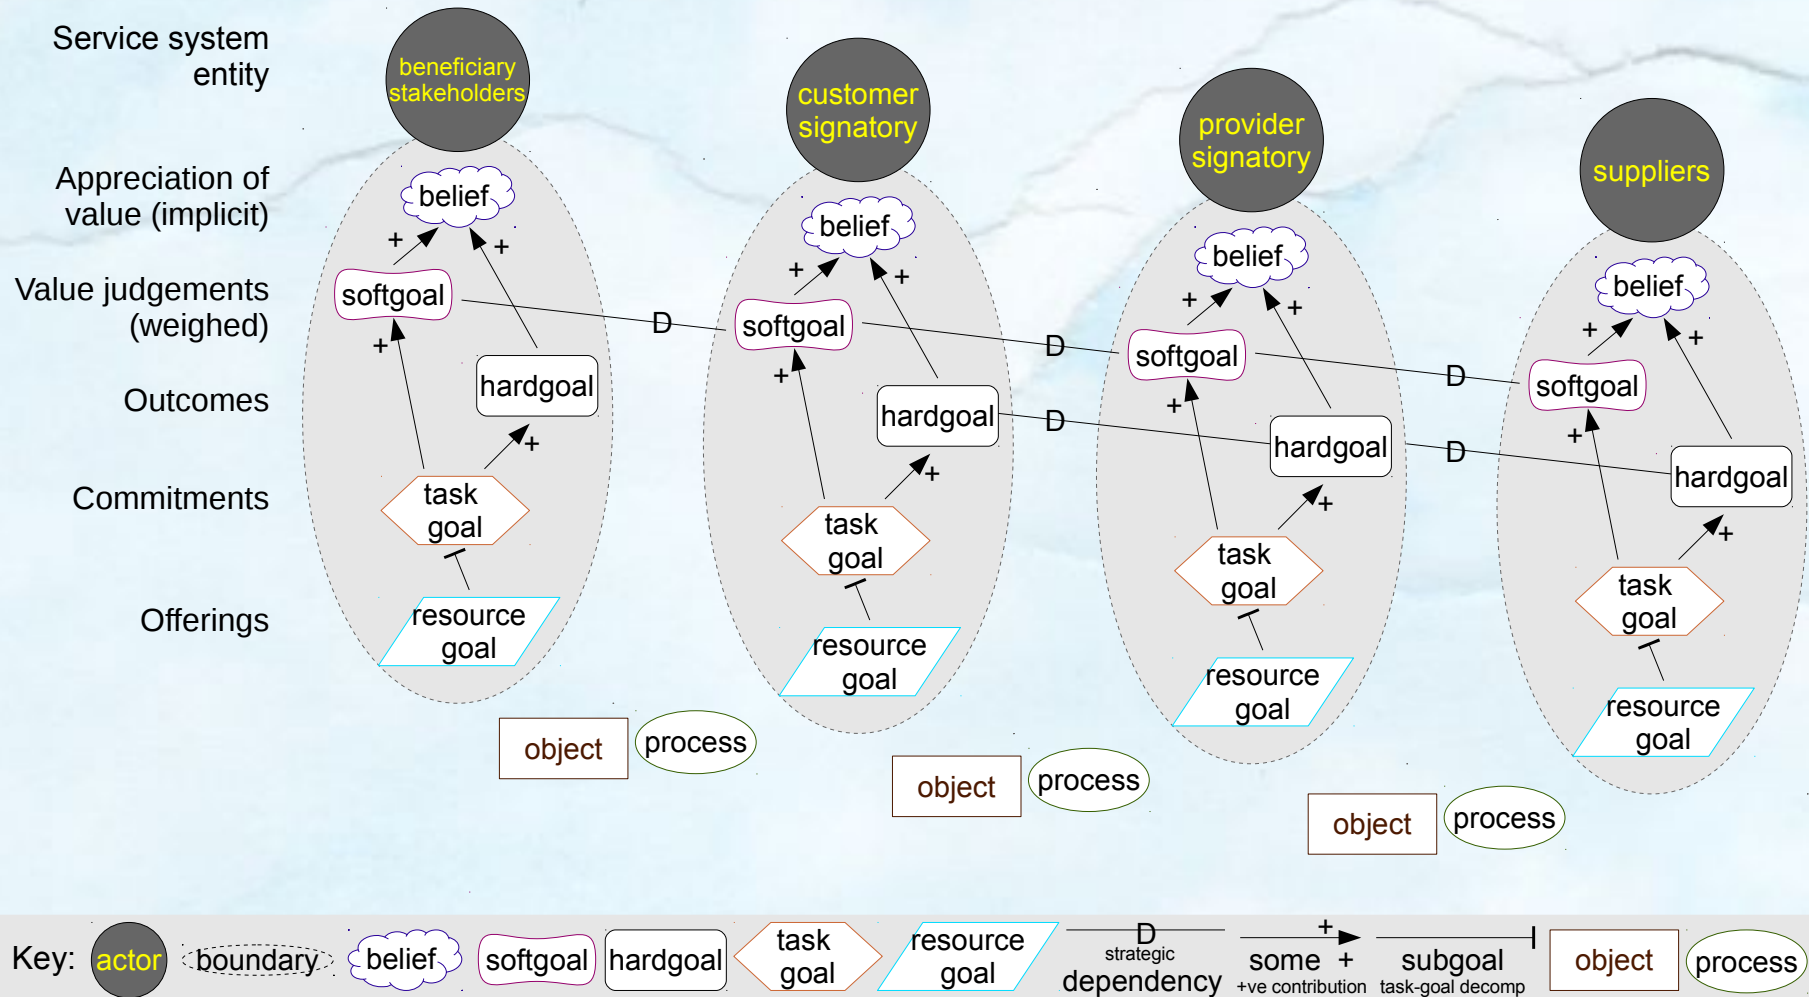 Service system
entity
beneficiary
stakeholders
customer
signatory
provider
signatory
suppliers
Appreciation of
value (implicit)
belief
belief
belief
belief
+
+
+
+
+
+
+
+
Value judgements
(weighed)
softgoal
D
softgoal
D
softgoal
D
softgoal
+
+
+
+
Outcomes
hardgoal
hardgoal
D
hardgoal
D
hardgoal
+
+
+
+
Commitments
task
goal
task
goal
task
goal
task
goal
Offerings
resource
goal
resource
goal
resource
goal
resource
goal
object
process
object
process
object
process
Key:
actor
boundary
belief
softgoal
hardgoal
task
goal
resource
goal
D
strategic
dependency
+
some +
+ve contribution
subgoal
task-goal decomp
object
process